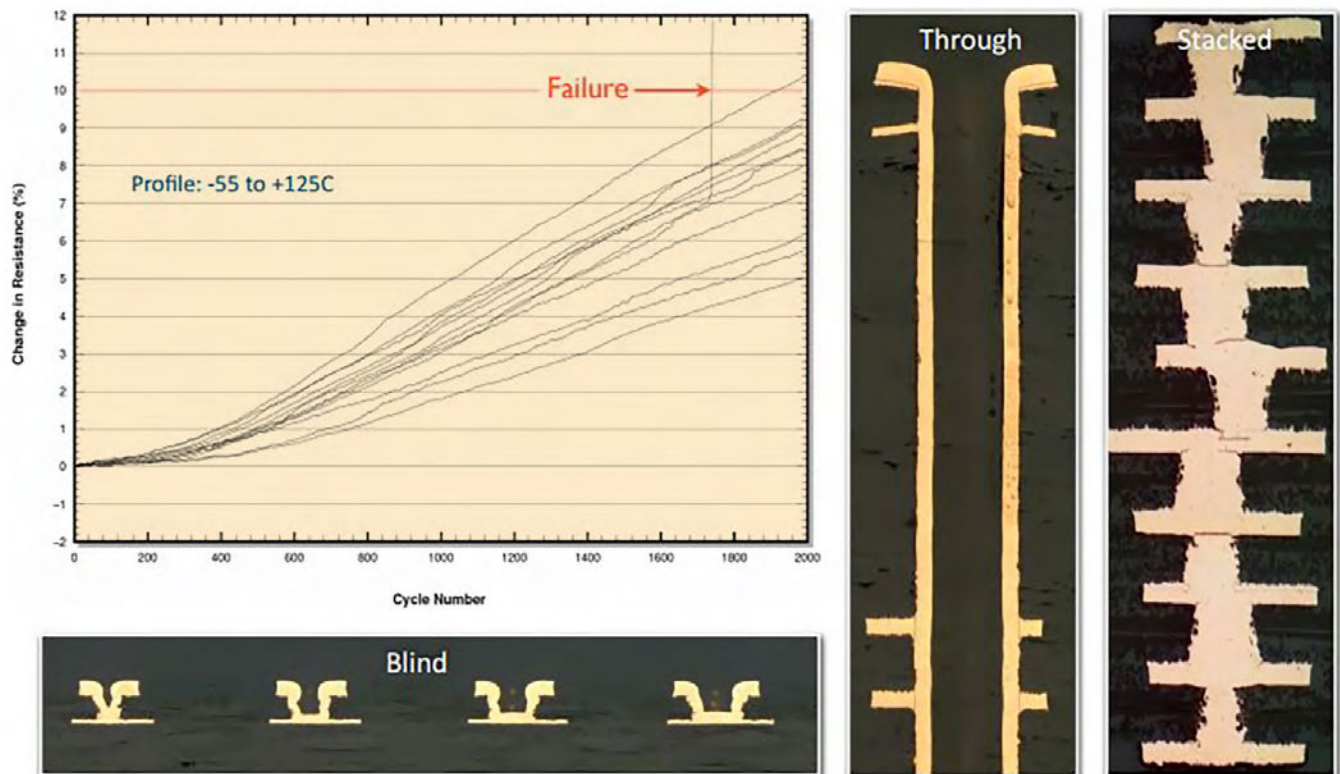 12
11
10
9
8
7
6
5
4
3
2
1
0
−1
−2
Change in Resistance (%)
Failure
Profile: -55 to +125C
0 200 400 600 800 1000 1200 1400 1600 1800 2000
Cycle Number
Through
Stacked
Blind